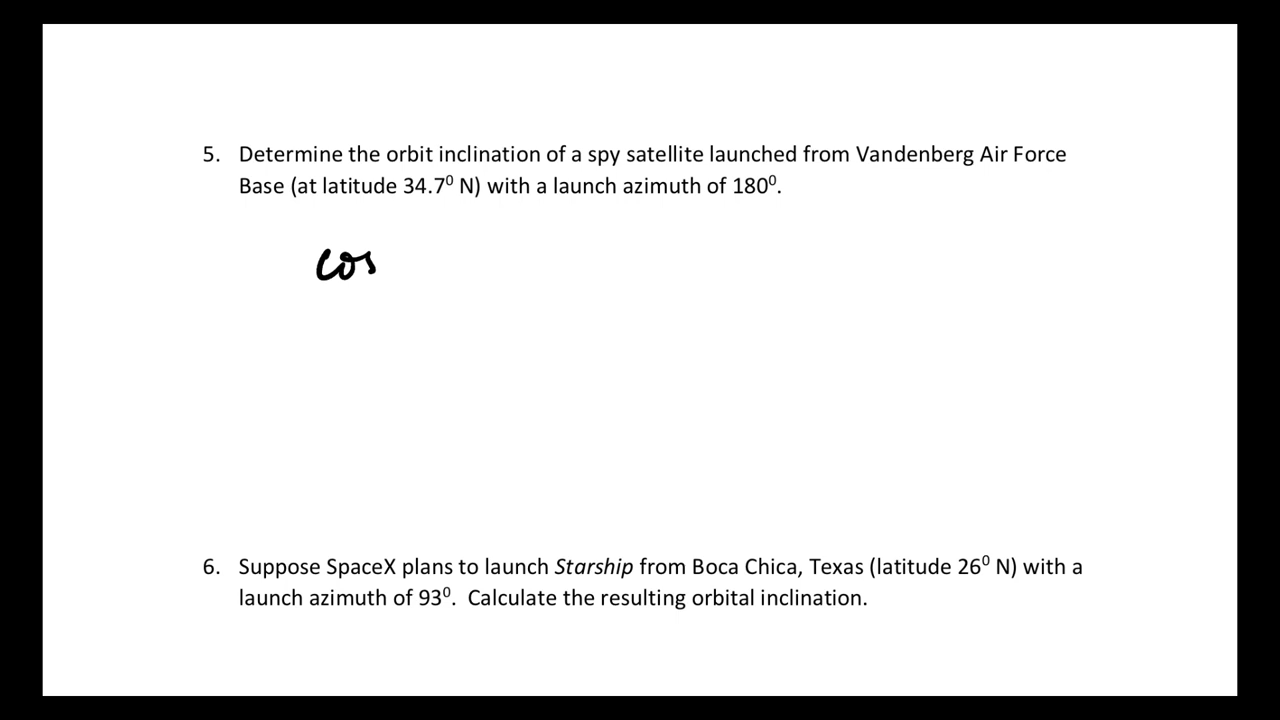 5. Determine the orbit inclination of a spy satellite launched from Vandenberg Air Force
Base (at latitude 34.7⁰ N) with a launch azimuth of 180⁰.
cos
6. Suppose SpaceX plans to launch Starship from Boca Chica, Texas (latitude 26⁰ N) with a
launch azimuth of 93⁰. Calculate the resulting orbital inclination.